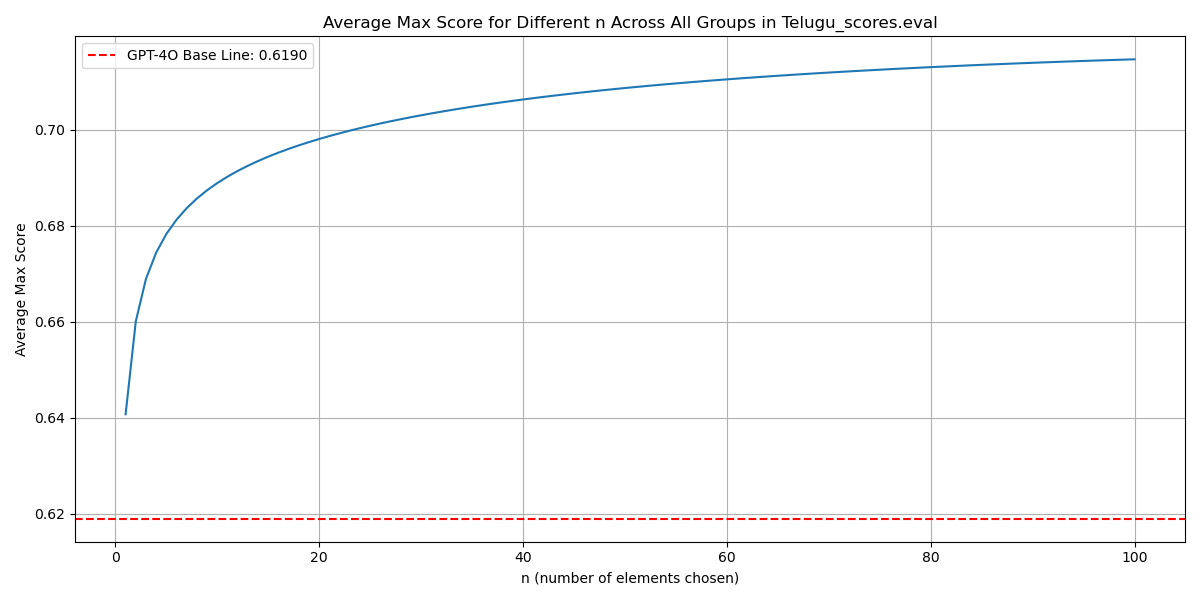 Average Max Score for Different n Across All Groups in Telugu_scores.eval
GPT-4O Base Line: 0.6190
Average Max Score
0.70
0.68
0.66
0.64
0.62
0 20 40 60 80 100
n (number of elements chosen)